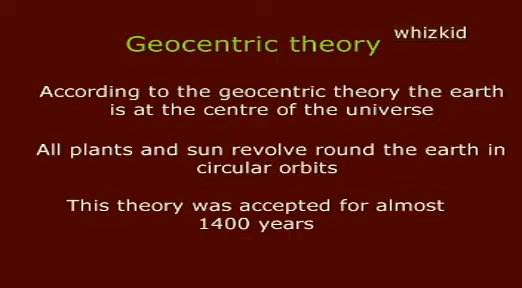 whizkid
Geocentric theory
According to the geocentric theory the earth
is at the centre of the universe
All plants and sun revolve round the earth in
circular orbits
This theory was accepted for almost
1400 years